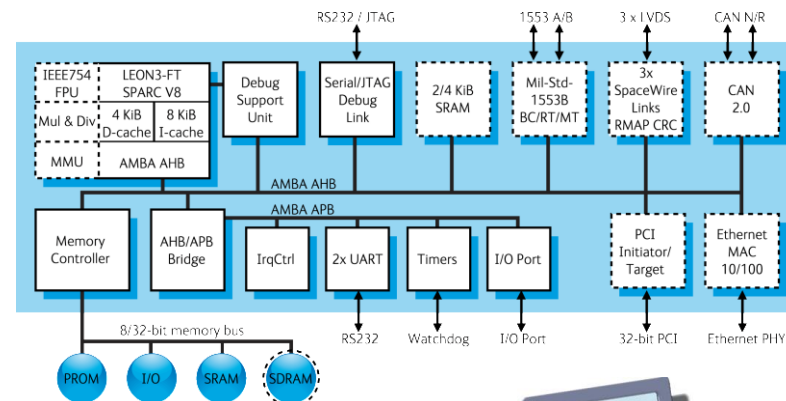 RS232 / JTAG
1553 A/B
3 x LVDS
CAN N/R
IEEE754
FPU
LEON3-FT
SPARC V8
Mul & Div
4 KiB
D-cache
8 KiB
I-cache
MMU
AMBA AHB
Debug
Support
Unit
Serial/JTAG
Debug
Link
2/4 KiB
SRAM
Mil-Std-
1553B
BC/RT/MT
3x
SpaceWire
Links
RMAP CRC
CAN
2.0
AMBA AHB
AMBA APB
Memory
Controller
AHB/APB
Bridge
IrqCtrl
2x UART
Timers
I/O Port
PCI
Initiator/
Target
Ethernet
MAC
10/100
8/32-bit memory bus
RS232
Watchdog
I/O Port
32-bit PCI
Ethernet PHY
PROM
I/O
SRAM
SDRAM